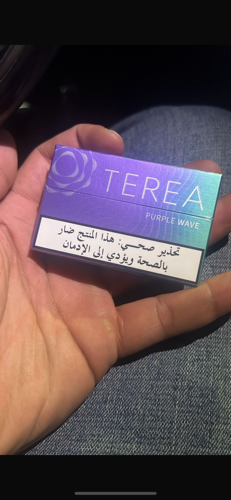 TEREA
PURPLE WAVE
تحذير صحي: هذا المنتج ضار
بالصحة ويؤدي إلى الإدمان